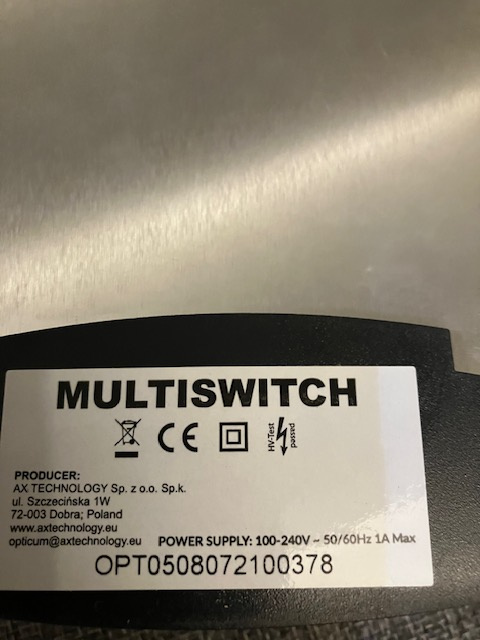 MULTISWITCH
CE
HV-Test
passed
PRODUCER:
AX TECHNOLOGY Sp. z o.o. Sp.k.
ul. Szczecińska 1W
72-003 Dobra; Poland
www.axtechnology.eu
opticum@axtechnology.eu POWER SUPPLY: 100-240V ~ 50/60Hz 1A Max
OPT0508072100378